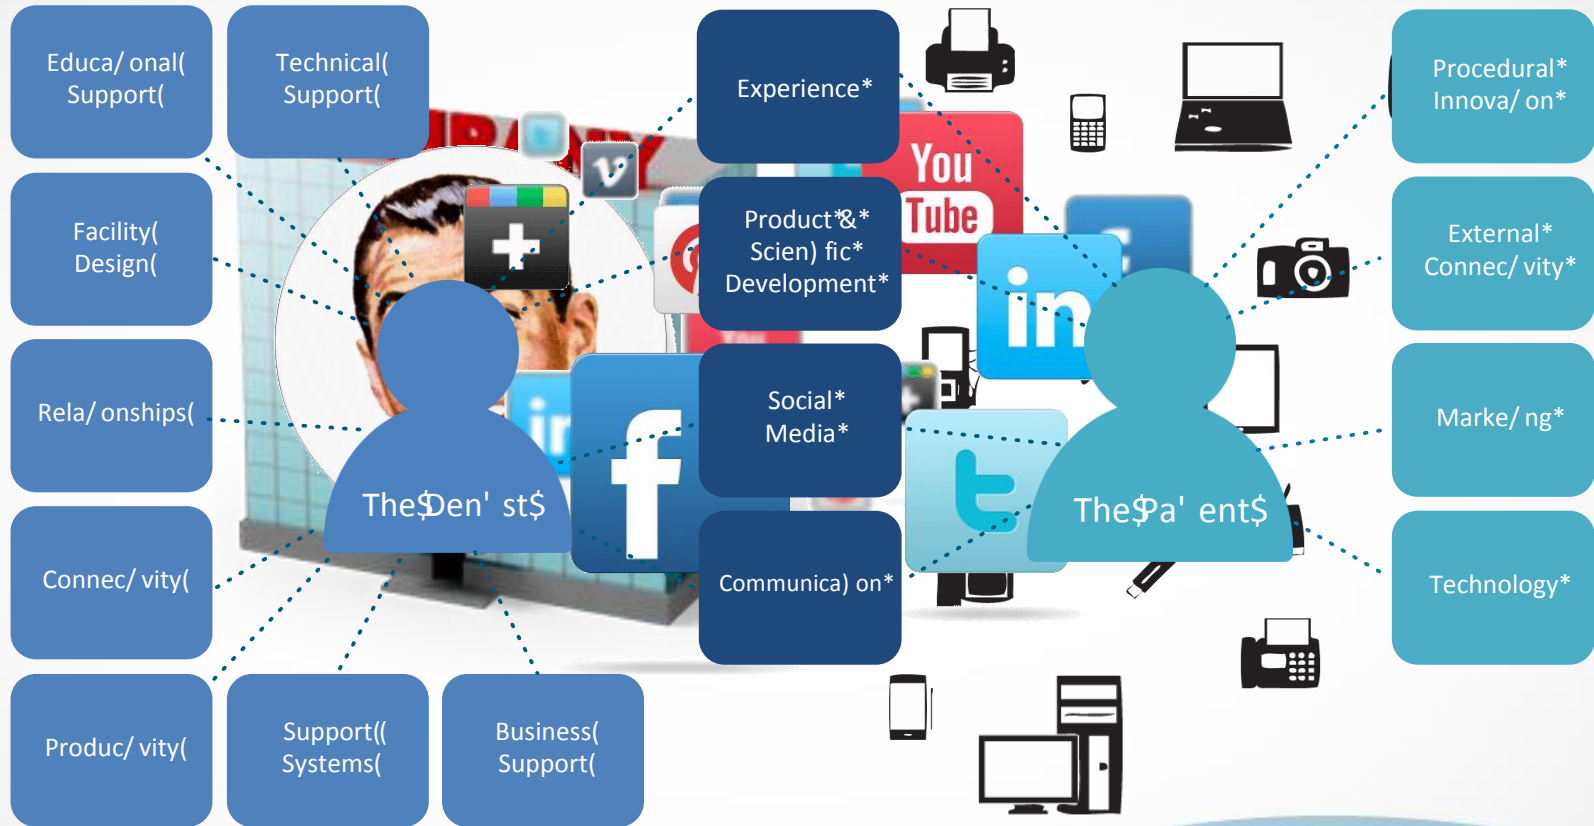 Educa/ onal(
Support(
Technical(
Support(
Experience*
Procedural*
Innova/ on*
You
Tube
Facility(
Design(
Product*&*
Scien) fic*
Development*
External*
Connec/ vity*
in
Rela/ onships(
in
f
Social*
Media*
t
Marke/ ng*
The$Den' st$
The$Pa' ent$
Connec/ vity(
Communica) on*
Technology*
Produc/ vity(
Support((
Systems(
Business(
Support(